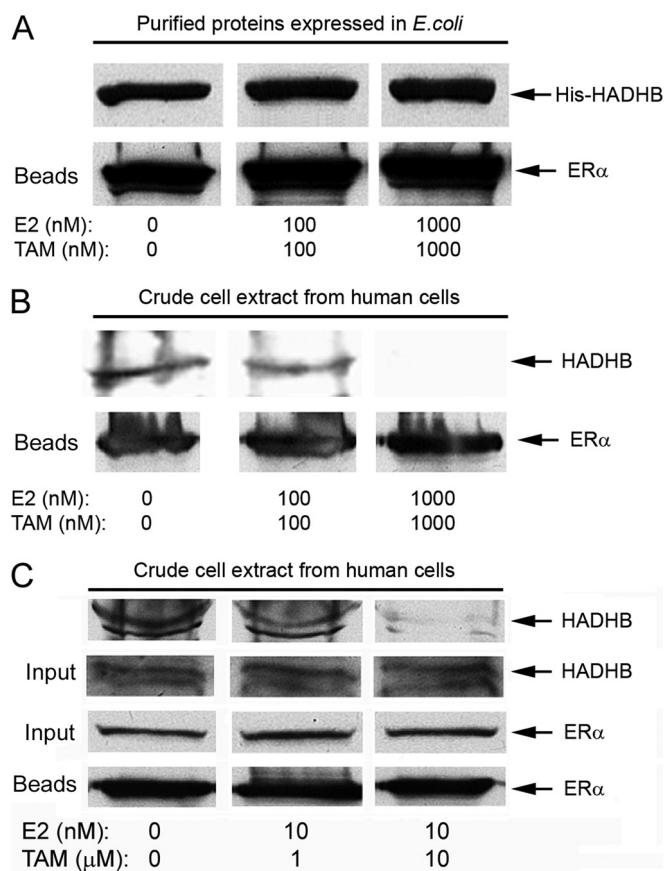 A
Purified proteins expressed in E.coli
His-HADHB
Beads
ERα
E2 (nM): 0 100 1000
TAM (nM): 0 100 1000
B
Crude cell extract from human cells
HADHB
Beads
ERα
E2 (nM): 0 100 1000
TAM (nM): 0 100 1000
C
Crude cell extract from human cells
HADHB
Input
HADHB
Input
ERα
Beads
ERα
E2 (nM): 0 10 10
TAM (μM): 0 1 10